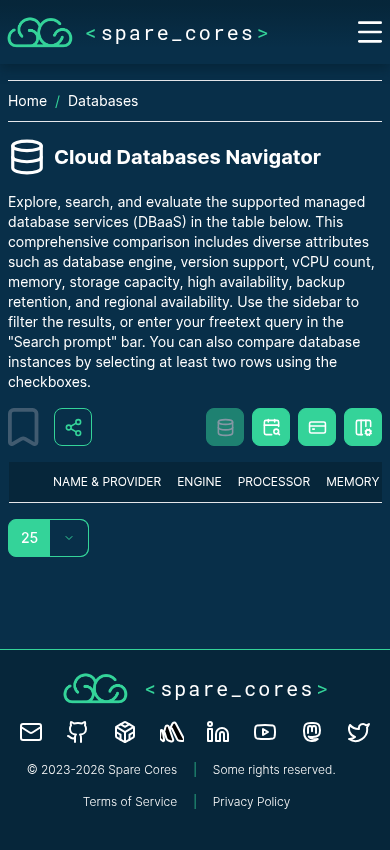 <spare_cores>
Home / Databases
Cloud Databases Navigator
Explore, search, and evaluate the supported managed
database services (DBaaS) in the table below. This
comprehensive comparison includes diverse attributes
such as database engine, version support, vCPU count,
memory, storage capacity, high availability, backup
retention, and regional availability. Use the sidebar to
filter the results, or enter your freetext query in the
"Search prompt" bar. You can also compare database
instances by selecting at least two rows using the
checkboxes.
NAME & PROVIDER ENGINE PROCESSOR MEMORY
25
<spare_cores>
© 2023-2026 Spare Cores | Some rights reserved.
Terms of Service | Privacy Policy